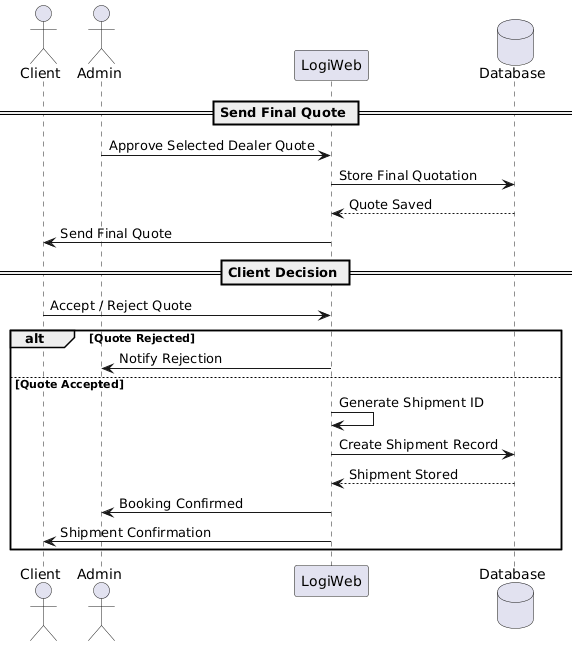 Client
Admin
LogiWeb
Database
Send Final Quote
Approve Selected Dealer Quote
Store Final Quotation
Quote Saved
Send Final Quote
Client Decision
Accept / Reject Quote
alt [Quote Rejected]
Notify Rejection
[Quote Accepted]
Generate Shipment ID
Create Shipment Record
Shipment Stored
Booking Confirmed
Shipment Confirmation
Client
Admin
LogiWeb
Database